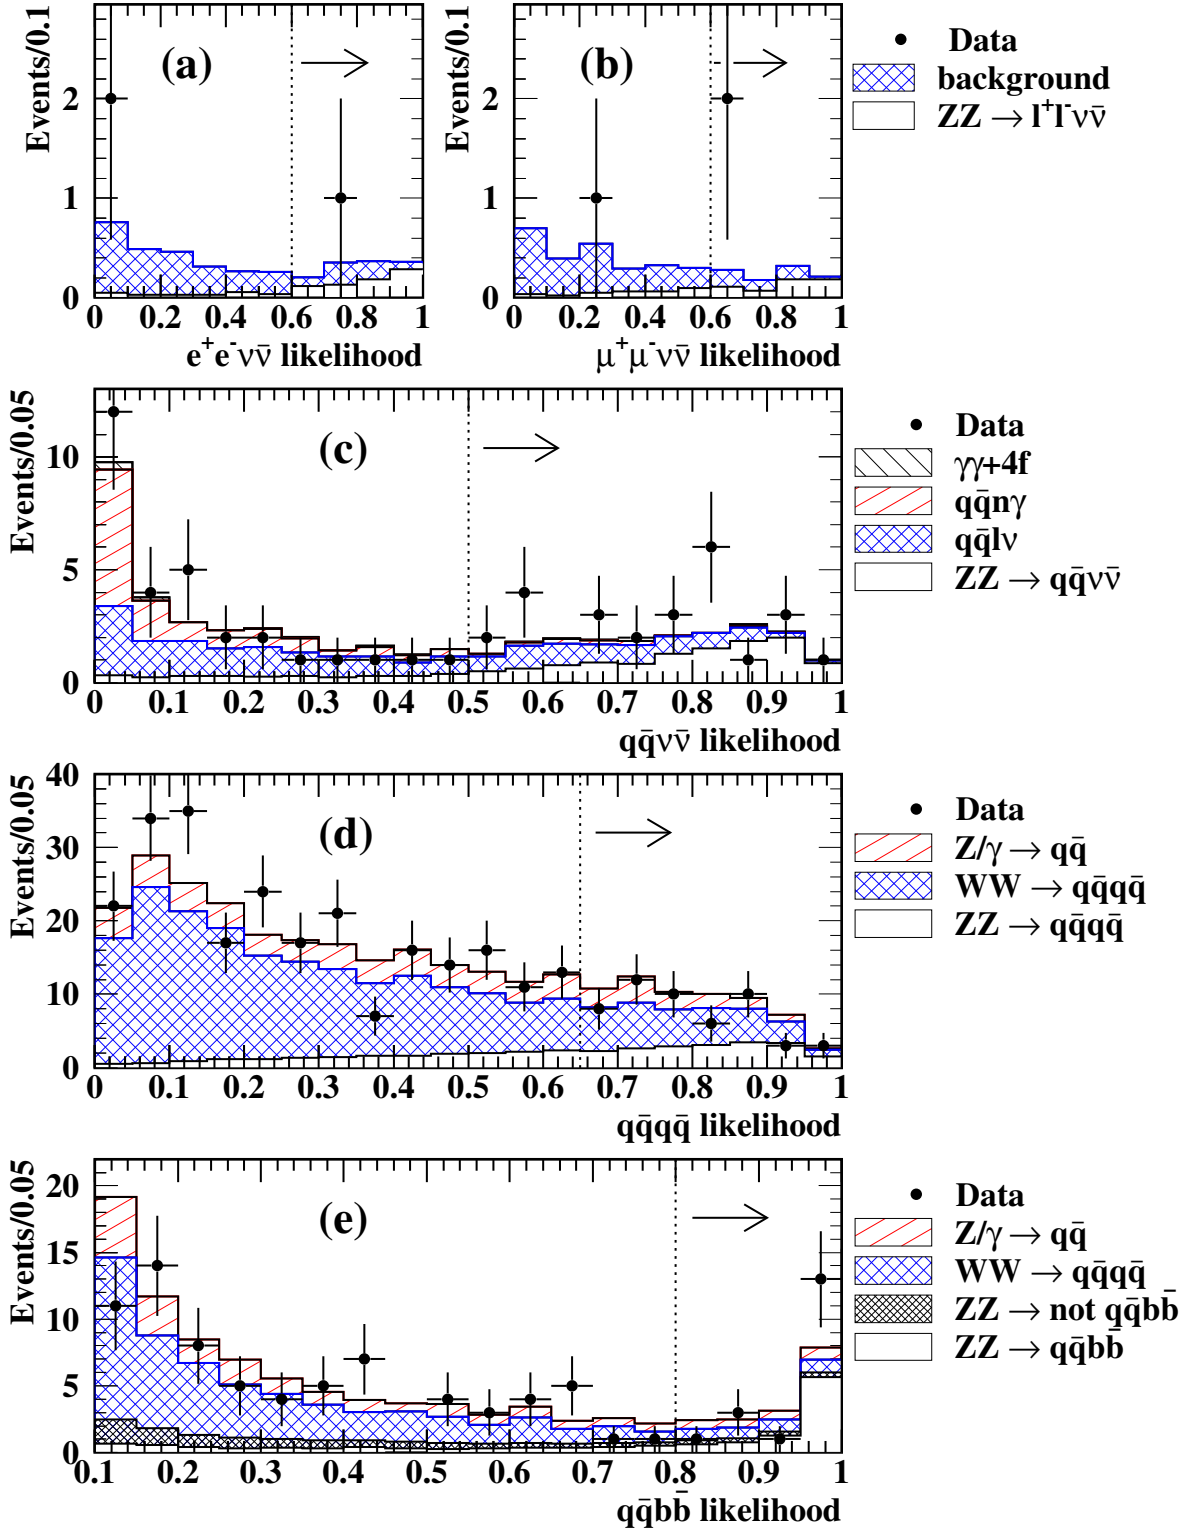 Events/0.1
(a)
2
1
0
0 0.2 0.4 0.6 0.8 1
e⁺e⁻νν̄ likelihood
Events/0.1
(b)
2
1
0
0 0.2 0.4 0.6 0.8 1
μ⁺μ⁻νν̄ likelihood
Data
background
ZZ → l⁺l⁻νν̄
Events/0.05
(c)
10
5
0
0 0.1 0.2 0.3 0.4 0.5 0.6 0.7 0.8 0.9 1
qq̄νν̄ likelihood
Data
γγ+4f
qq̄nγ
qq̄lν
ZZ → qq̄νν̄
Events/0.05
(d)
40
30
20
10
0
0 0.1 0.2 0.3 0.4 0.5 0.6 0.7 0.8 0.9 1
qq̄qq̄ likelihood
Data
Z/γ → qq̄
WW → qq̄qq̄
ZZ → qq̄qq̄
Events/0.05
(e)
20
15
10
5
0
0.1 0.2 0.3 0.4 0.5 0.6 0.7 0.8 0.9 1
qq̄bb̄ likelihood
Data
Z/γ → qq̄
WW → qq̄qq̄
ZZ → not qq̄bb̄
ZZ → qq̄bb̄